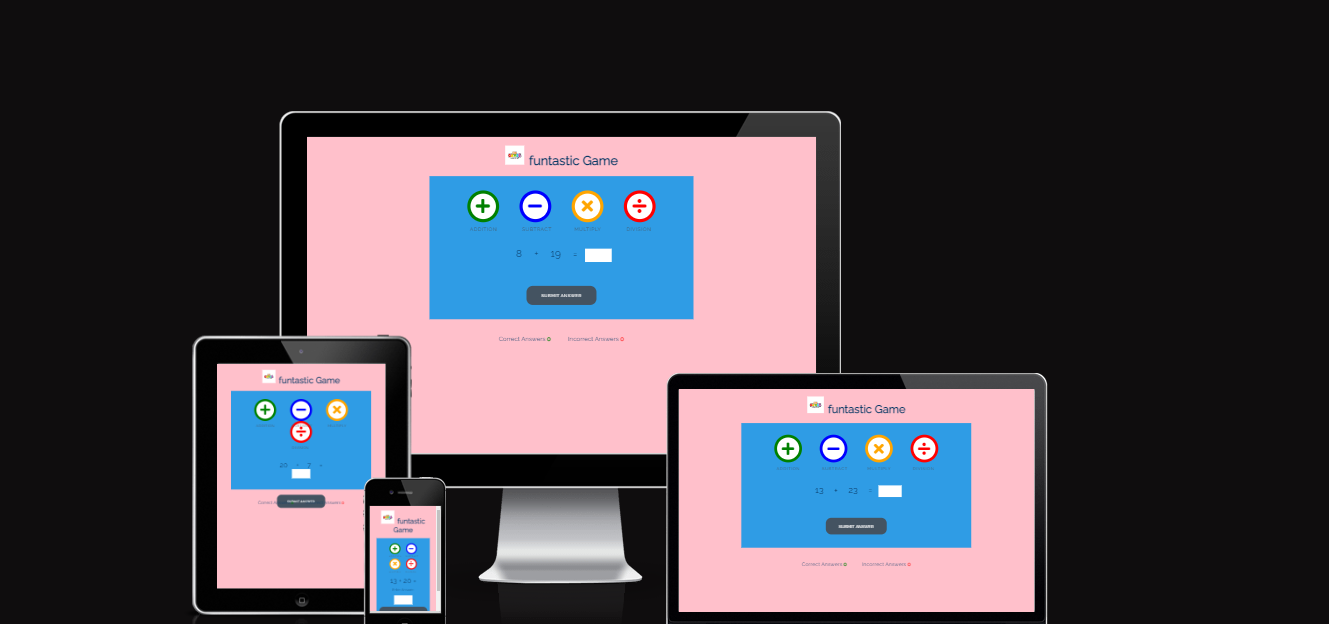 funtastic Game
ADDITION SUBTRACT MULTIPLY DIVISION
8 + 19 =
SUBMIT ANSWER
Correct Answers 0 Incorrect Answers 0
funtastic Game
20 + 7 =
SUBMIT ANSWER
funtastic
Game
13 + 20 =
funtastic Game
ADDITION SUBTRACT MULTIPLY DIVISION
13 + 23 =
SUBMIT ANSWER
Correct Answers 0 Incorrect Answers 0